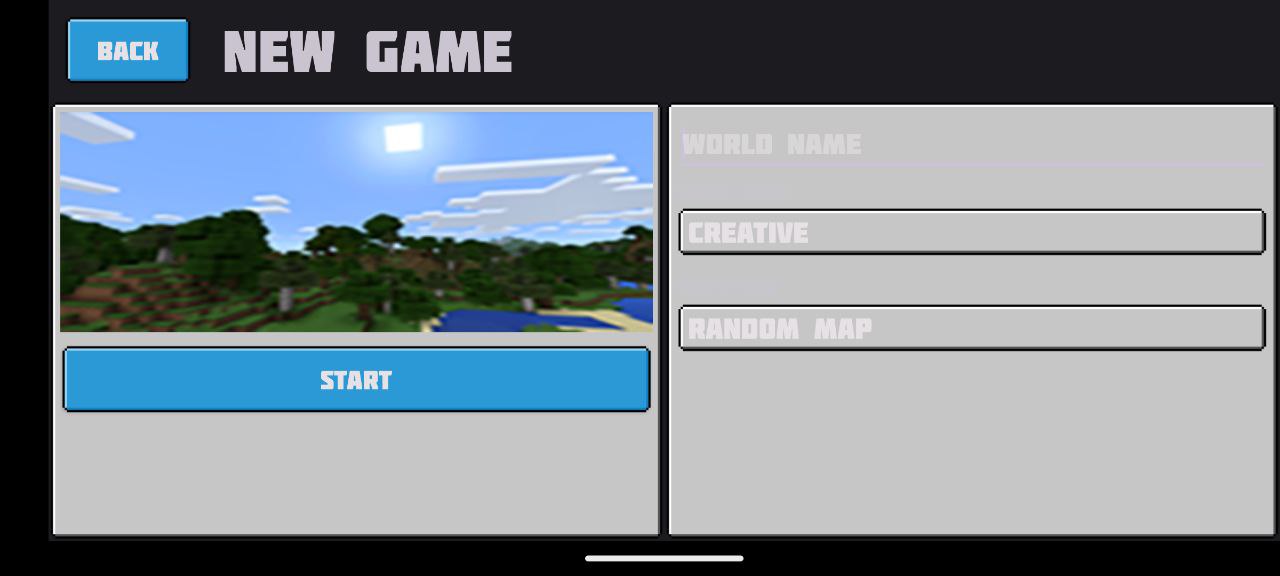 BACK
NEW GAME
START
WORLD NAME
CREATIVE
RANDOM MAP